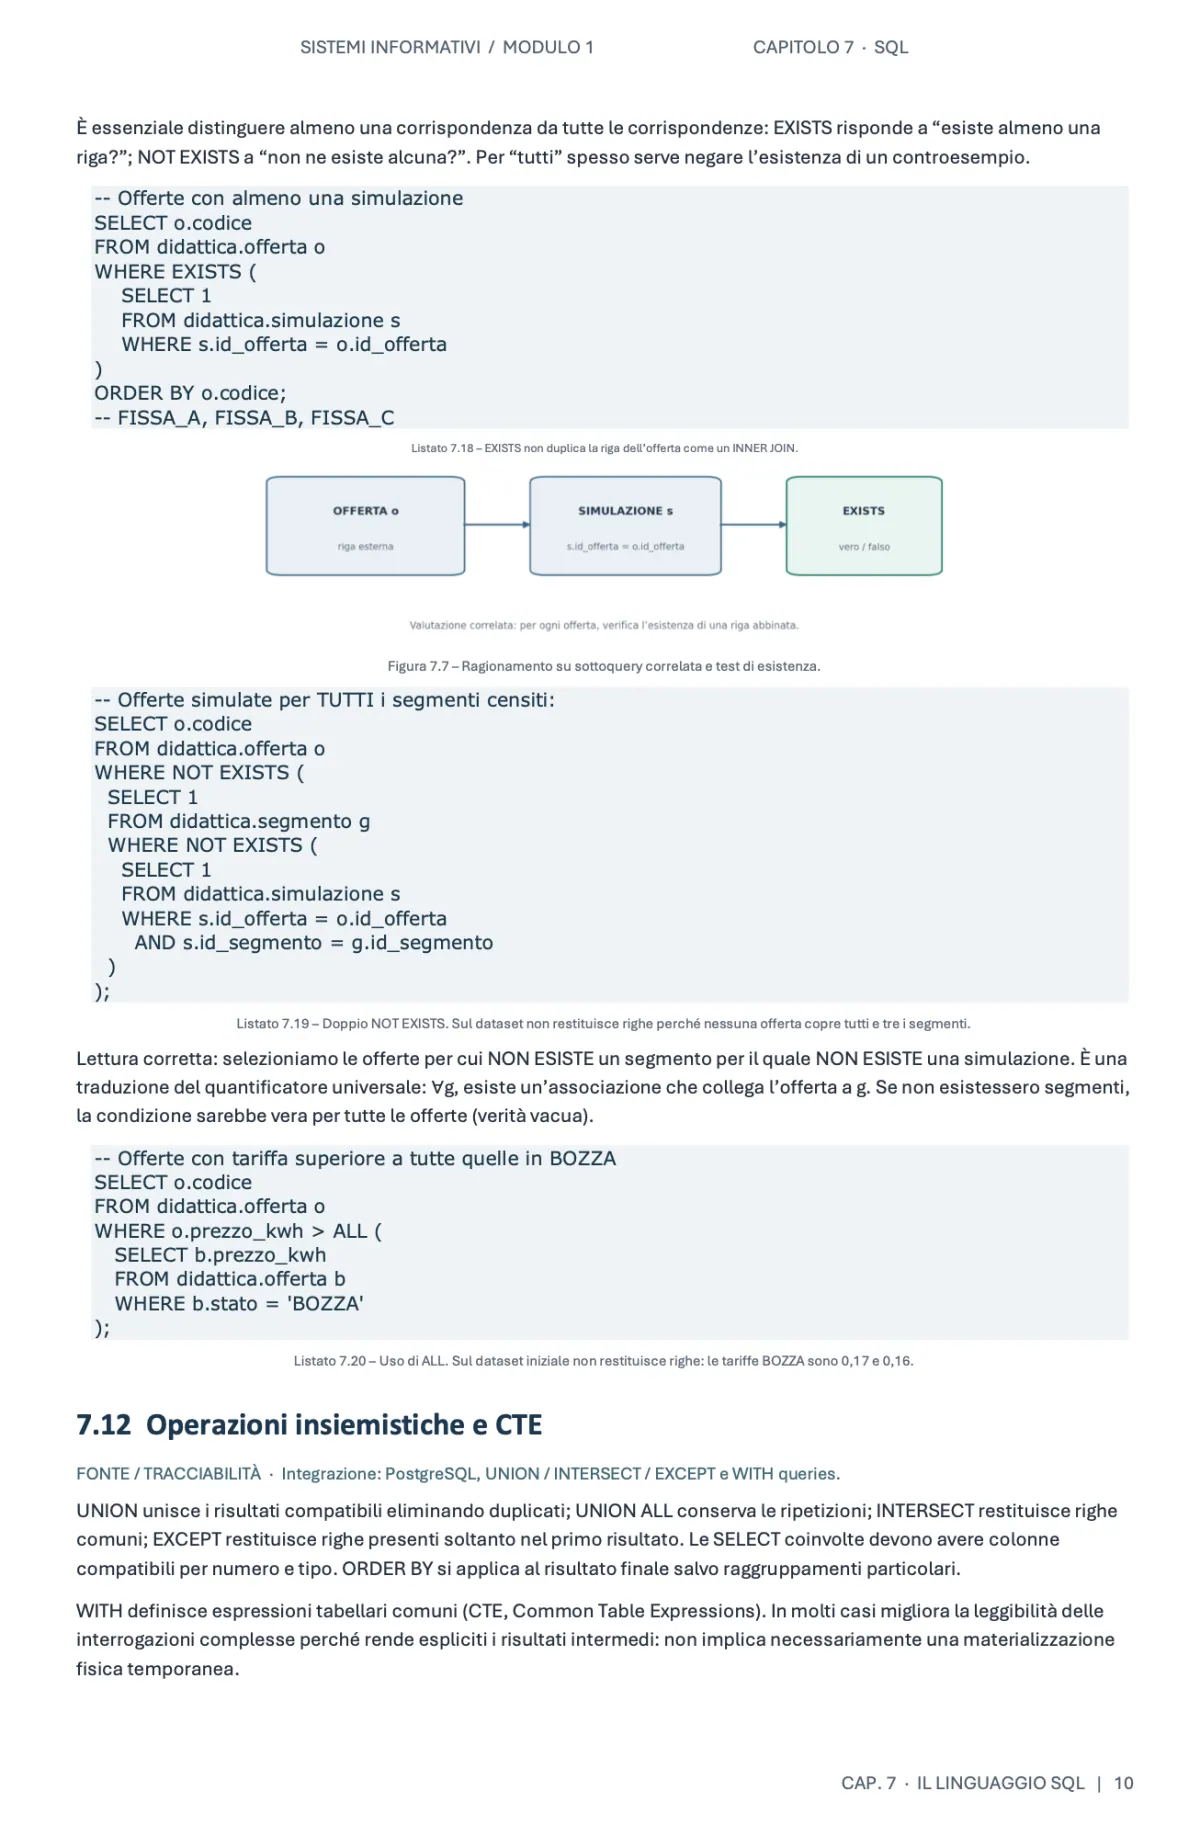 SISTEMI INFORMATIVI / MODULO 1 CAPITOLO 7 · SQL
È essenziale distinguere almeno una corrispondenza da tutte le corrispondenze: EXISTS risponde a “esiste almeno una
riga?”; NOT EXISTS a “non ne esiste alcuna?”. Per “tutti” spesso serve negare l’esistenza di un controesempio.
-- Offerte con almeno una simulazione
SELECT o.codice
FROM didattica.offerta o
WHERE EXISTS (
SELECT 1
FROM didattica.simulazione s
WHERE s.id_offerta = o.id_offerta
)
ORDER BY o.codice;
-- FISSA_A, FISSA_B, FISSA_C
Listato 7.18 – EXISTS non duplica la riga dell’offerta come un INNER JOIN.
OFFERTA o SIMULAZIONE s EXISTS
riga esterna s.id_offerta = o.id_offerta vero / falso
Valutazione correlata: per ogni offerta, verifica l’esistenza di una riga abbinata.
Figura 7.7 – Ragionamento su sottoquery correlata e test di esistenza.
-- Offerte simulate per TUTTI i segmenti censiti:
SELECT o.codice
FROM didattica.offerta o
WHERE NOT EXISTS (
SELECT 1
FROM didattica.segmento g
WHERE NOT EXISTS (
SELECT 1
FROM didattica.simulazione s
WHERE s.id_offerta = o.id_offerta
AND s.id_segmento = g.id_segmento
)
);
Listato 7.19 – Doppio NOT EXISTS. Sul dataset non restituisce righe perché nessuna offerta copre tutti e tre i segmenti.
Lettura corretta: selezioniamo le offerte per cui NON ESISTE un segmento per il quale NON ESISTE una simulazione. È una
traduzione del quantificatore universale: ∀g, esiste un’associazione che collega l’offerta a g. Se non esistessero segmenti,
la condizione sarebbe vera per tutte le offerte (verità vacua).
-- Offerte con tariffa superiore a tutte quelle in BOZZA
SELECT o.codice
FROM didattica.offerta o
WHERE o.prezzo_kwh > ALL (
SELECT b.prezzo_kwh
FROM didattica.offerta b
WHERE b.stato = 'BOZZA'
);
Listato 7.20 – Uso di ALL. Sul dataset iniziale non restituisce righe: le tariffe BOZZA sono 0,17 e 0,16.
7.12 Operazioni insiemistiche e CTE
FONTE / TRACCIABILITÀ · Integrazione: PostgreSQL, UNION / INTERSECT / EXCEPT e WITH queries.
UNION unisce i risultati compatibili eliminando duplicati; UNION ALL conserva le ripetizioni; INTERSECT restituisce righe
comuni; EXCEPT restituisce righe presenti soltanto nel primo risultato. Le SELECT coinvolte devono avere colonne
compatibili per numero e tipo. ORDER BY si applica al risultato finale salvo raggruppamenti particolari.
WITH definisce espressioni tabellari comuni (CTE, Common Table Expressions). In molti casi migliora la leggibilità delle
interrogazioni complesse perché rende espliciti i risultati intermedi: non implica necessariamente una materializzazione
fisica temporanea.
CAP. 7 · IL LINGUAGGIO SQL | 10